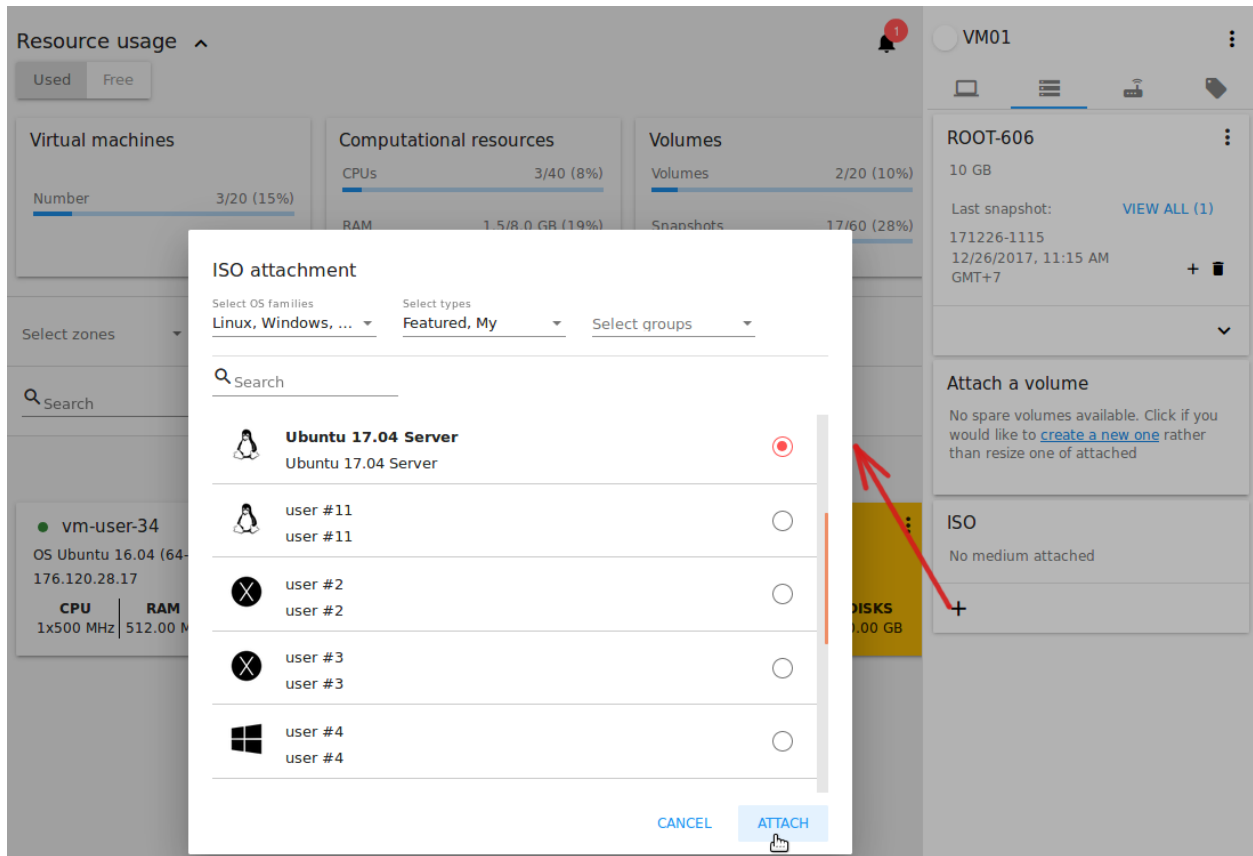 Resource usage
1
Used Free
Virtual machines
Number 3/20 (15%)
Computational resources
CPUs 3/40 (8%)
RAM 1.5/8.0 GB (19%)
Volumes
Volumes 2/20 (10%)
Snapshots 17/60 (28%)
Select zones
Search
vm-user-34
OS Ubuntu 16.04 (64-
176.120.28.17
CPU RAM
1x500 MHz 512.00 M
DISKS
0.00 GB
ISO attachment
Select OS families Select types
Linux, Windows, ... Featured, My Select groups
Search
Ubuntu 17.04 Server
Ubuntu 17.04 Server
user #11
user #11
user #2
user #2
user #3
user #3
user #4
user #4
CANCEL ATTACH
VM01
ROOT-606
10 GB
Last snapshot: VIEW ALL (1)
171226-1115
12/26/2017, 11:15 AM
GMT+7
Attach a volume
No spare volumes available. Click if you
would like to create a new one rather
than resize one of attached
ISO
No medium attached